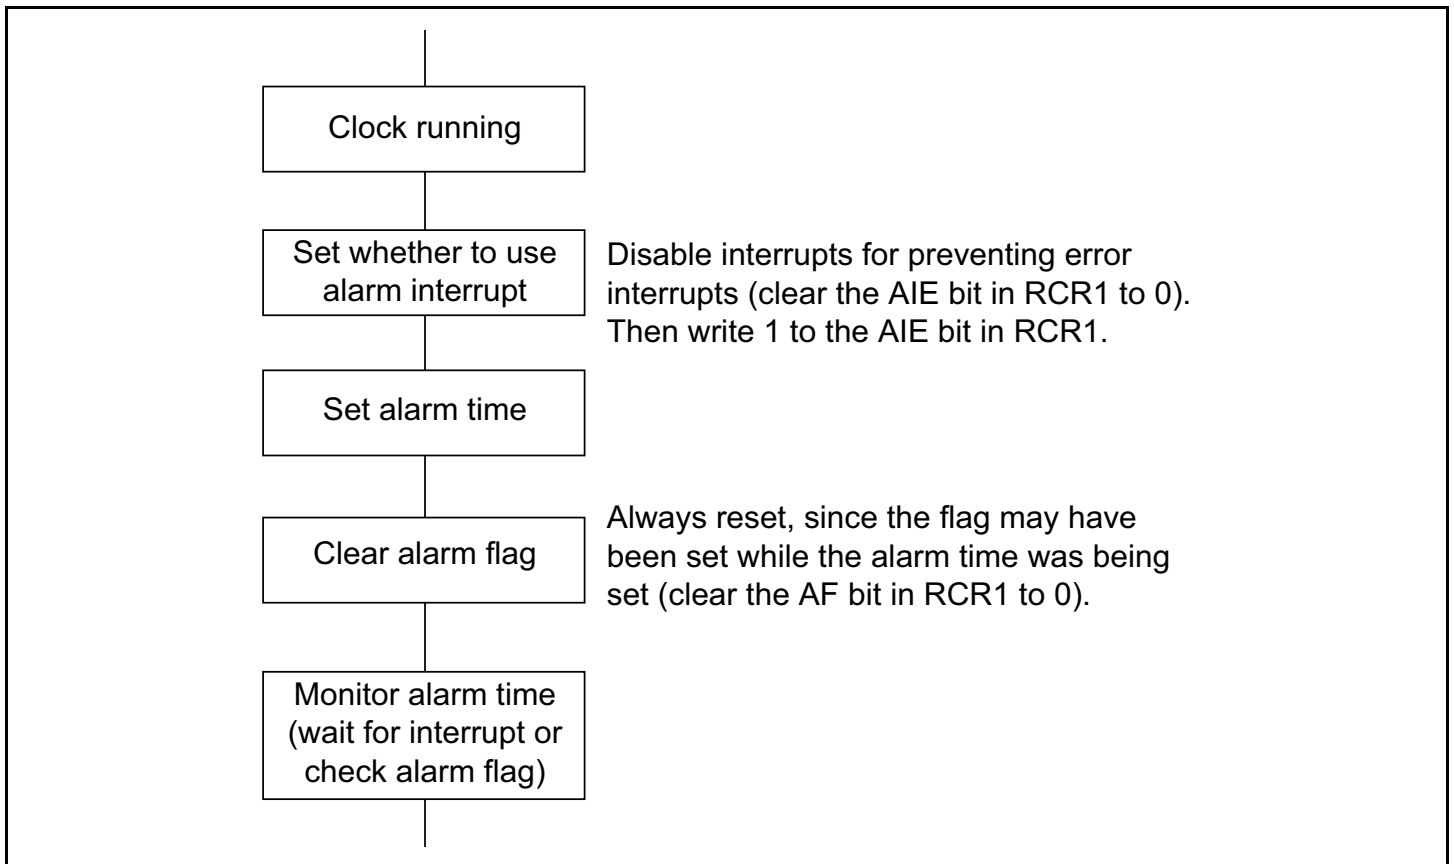 Clock running
Set whether to use
alarm interrupt
Disable interrupts for preventing error
interrupts (clear the AIE bit in RCR1 to 0).
Then write 1 to the AIE bit in RCR1.
Set alarm time
Clear alarm flag
Always reset, since the flag may have
been set while the alarm time was being
set (clear the AF bit in RCR1 to 0).
Monitor alarm time
(wait for interrupt or
check alarm flag)